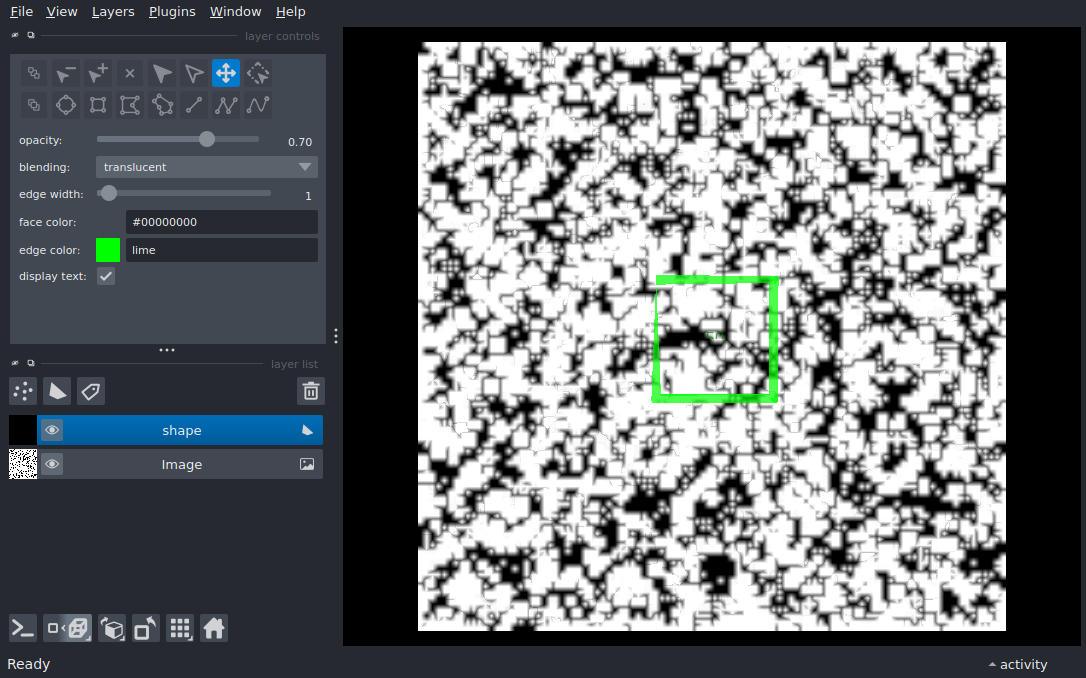 File View Layers Plugins Window Help
layer controls
opacity: 0.70
blending: translucent
edge width: 1
face color: #00000000
edge color: lime
display text:
layer list
shape
Image
Ready
activity